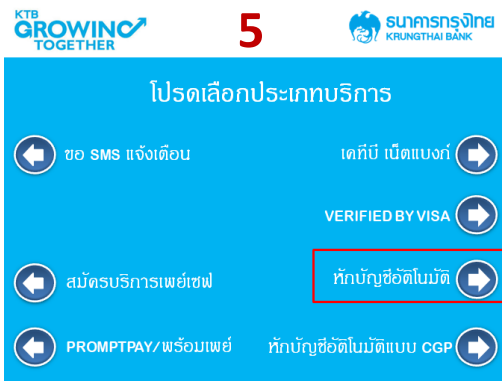 KTB
GROWING
TOGETHER
5
ธนาคารกรุงไทย
KRUNGTHAI BANK
โปรดเลือกประเภทบริการ
ขอ SMS แจ้งเตือน
เคทีบี เน็ตแบงก์
VERIFIED BY VISA
สมัครบริการเพย์เซฟ
หักบัญชีอัติโนมัติ
PROMPTPAY/พร้อมเพย์
หักบัญชีอัติโนมัติแบบ CGP